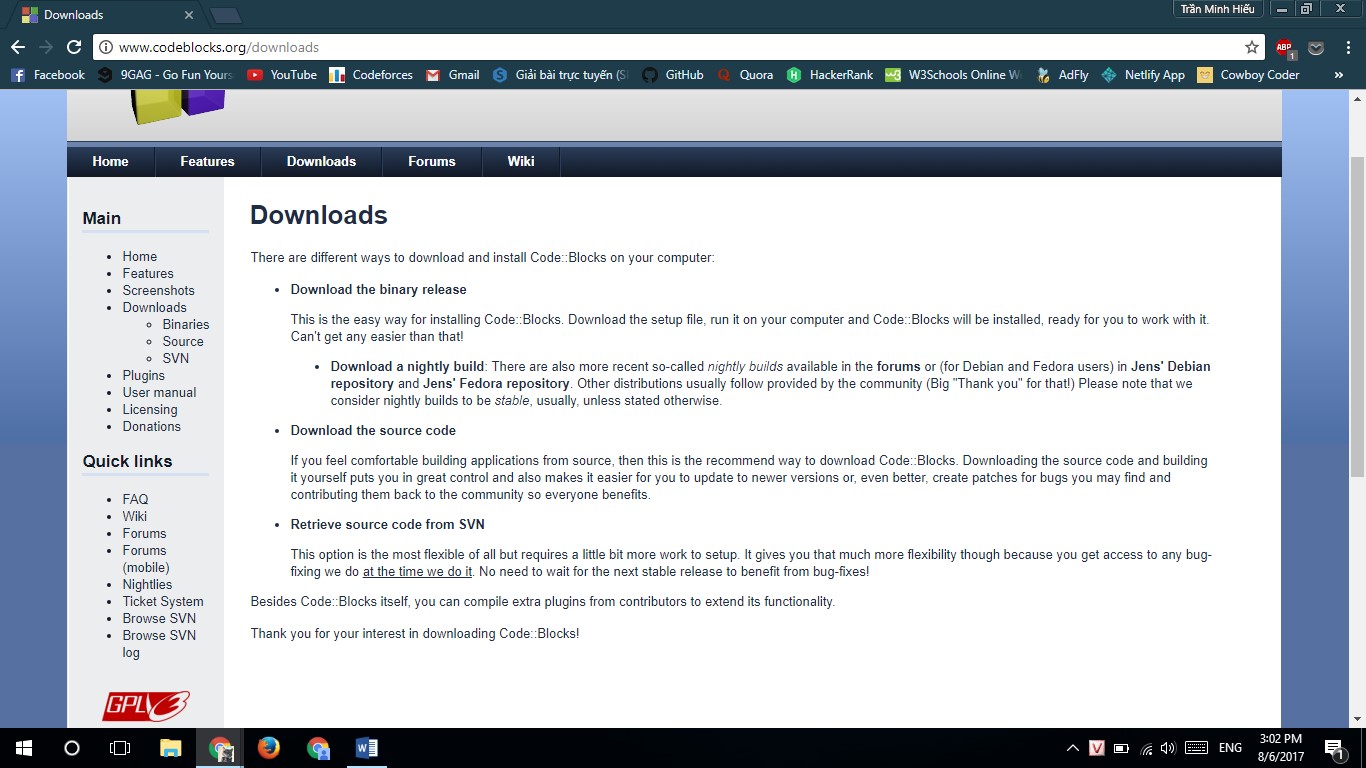 Downloads
Trần Minh Hiếu
www.codeblocks.org/downloads
ABP
1
Facebook
9GAG - Go Fun Yours
YouTube
Codeforces
Gmail
Giải bài trực tuyến (S
GitHub
Quora
HackerRank
W3Schools Online W
AdFly
Netlify App
Cowboy Coder
»
Home
Features
Downloads
Forums
Wiki
Main
Home
Features
Screenshots
Downloads
Binaries
Source
SVN
Plugins
User manual
Licensing
Donations
Quick links
FAQ
Wiki
Forums
Forums
(mobile)
Nightlies
Ticket System
Browse SVN
Browse SVN
log
GPLv3
Downloads
There are different ways to download and install Code::Blocks on your computer:
Download the binary release
This is the easy way for installing Code::Blocks. Download the setup file, run it on your computer and Code::Blocks will be installed, ready for you to work with it.
Can't get any easier than that!
Download a nightly build: There are also more recent so-called nightly builds available in the forums or (for Debian and Fedora users) in Jens' Debian
repository and Jens' Fedora repository. Other distributions usually follow provided by the community (Big "Thank you" for that!) Please note that we
consider nightly builds to be stable, usually, unless stated otherwise.
Download the source code
If you feel comfortable building applications from source, then this is the recommend way to download Code::Blocks. Downloading the source code and building
it yourself puts you in great control and also makes it easier for you to update to newer versions or, even better, create patches for bugs you may find and
contributing them back to the community so everyone benefits.
Retrieve source code from SVN
This option is the most flexible of all but requires a little bit more work to setup. It gives you that much more flexibility though because you get access to any bug-
fixing we do at the time we do it. No need to wait for the next stable release to benefit from bug-fixes!
Besides Code::Blocks itself, you can compile extra plugins from contributors to extend its functionality.
Thank you for your interest in downloading Code::Blocks!
V
ENG
3:02 PM
8/6/2017
1